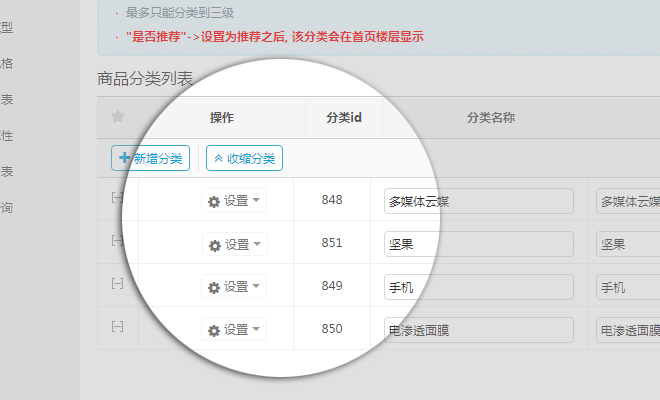 最多只能分类到三级
"是否推荐"->设置为推荐之后, 该分类会在首页楼层显示
商品分类列表
操作 分类id 分类名称
新增分类 收缩分类
设置 848 多媒体云媒 多媒体云媒
设置 851 坚果 坚果
设置 849 手机 手机
设置 850 电渗透面膜 电渗透面膜
型
格
表
性
表
询